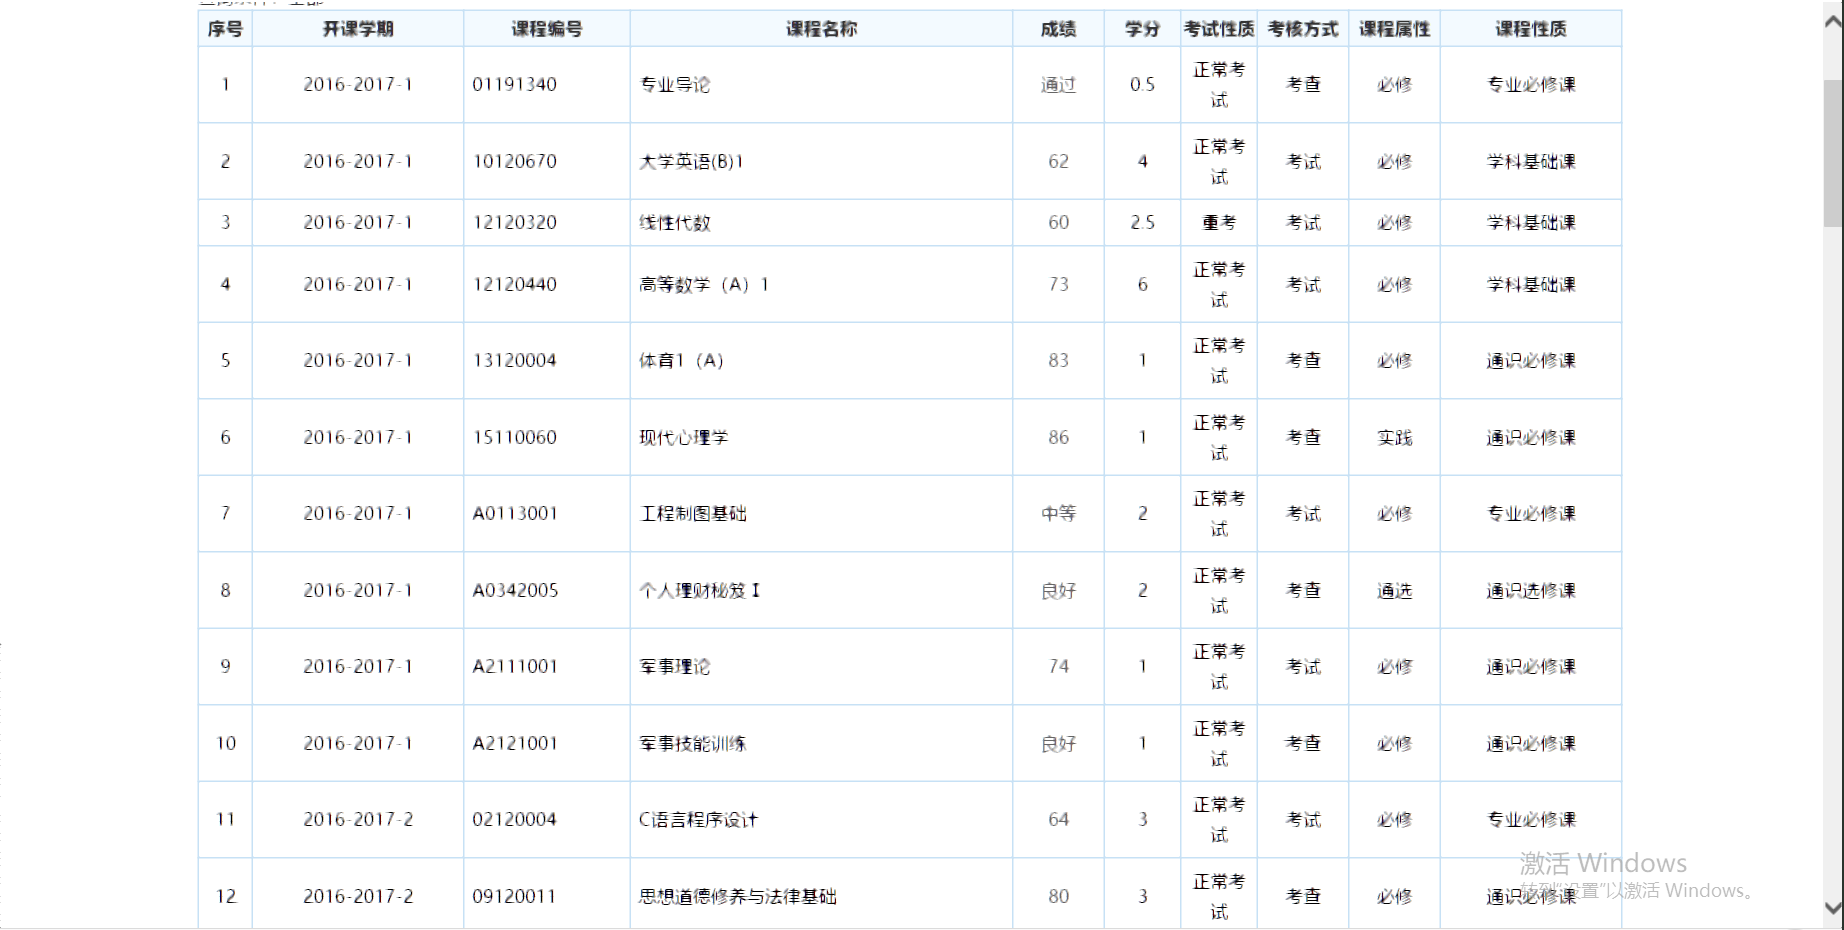 序号 开课学期 课程编号 课程名称 成绩 学分 考试性质 考核方式 课程属性 课程性质
1 2016-2017-1 01191340 专业导论 通过 0.5 正常考试 考查 必修 专业必修课
2 2016-2017-1 10120670 大学英语(B)1 62 4 正常考试 考试 必修 学科基础课
3 2016-2017-1 12120320 线性代数 60 2.5 重考 考试 必修 学科基础课
4 2016-2017-1 12120440 高等数学（A）1 73 6 正常考试 考试 必修 学科基础课
5 2016-2017-1 13120004 体育1（A） 83 1 正常考试 考查 必修 通识必修课
6 2016-2017-1 15110060 现代心理学 86 1 正常考试 考查 实践 通识必修课
7 2016-2017-1 A0113001 工程制图基础 中等 2 正常考试 考试 必修 专业必修课
8 2016-2017-1 A0342005 个人理财秘笈Ⅰ 良好 2 正常考试 考查 通选 通识选修课
9 2016-2017-1 A2111001 军事理论 74 1 正常考试 考试 必修 通识必修课
10 2016-2017-1 A2121001 军事技能训练 良好 1 正常考试 考查 必修 通识必修课
11 2016-2017-2 02120004 C语言程序设计 64 3 正常考试 考试 必修 专业必修课
12 2016-2017-2 09120011 思想道德修养与法律基础 80 3 正常考试 考查 必修 通识必修课
激活 Windows
转到“设置”以激活 Windows。